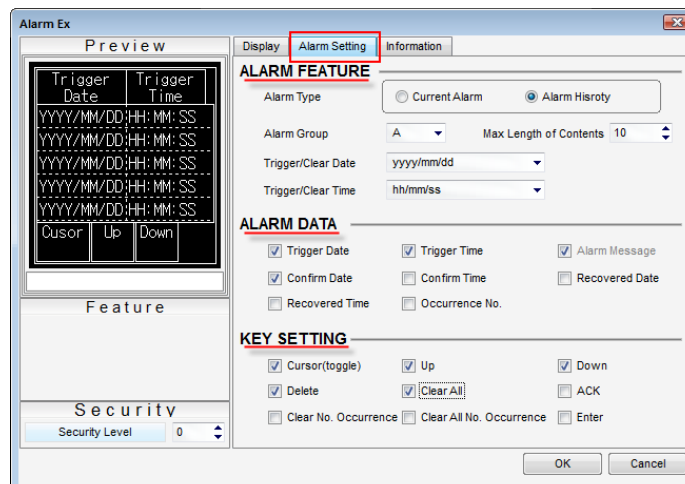 Alarm Ex
Preview
Trigger Date Trigger Time
YYYY/MM/DD HH:MM:SS
YYYY/MM/DD HH:MM:SS
YYYY/MM/DD HH:MM:SS
YYYY/MM/DD HH:MM:SS
YYYY/MM/DD HH:MM:SS
Cusor Up Down
Feature
Security
Security Level 0
Display Alarm Setting Information
ALARM FEATURE
Alarm Type Current Alarm Alarm Hisroty
Alarm Group A Max Length of Contents 10
Trigger/Clear Date yyyy/mm/dd
Trigger/Clear Time hh/mm/ss
ALARM DATA
Trigger Date Trigger Time Alarm Message
Confirm Date Confirm Time Recovered Date
Recovered Time Occurrence No.
KEY SETTING
Cursor(toggle) Up Down
Delete Clear All ACK
Clear No. Occurrence Clear All No. Occurrence Enter
OK Cancel